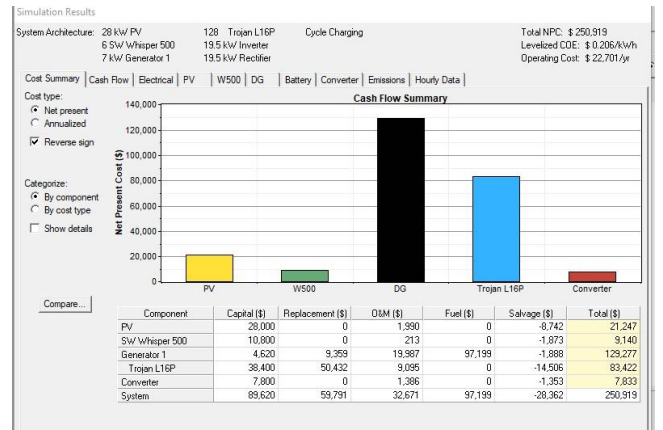 Simulation Results
System Architecture: 28 kW PV 128 Trojan L16P Cycle Charging Total NPC: $ 250,919
6 SW Whisper 500 19.5 kW Inverter Levelized COE: $ 0.206/kWh
7 kW Generator 1 19.5 kW Rectifier Operating Cost: $ 22,701/yr
Cost Summary Cash Flow Electrical PV W500 DG Battery Converter Emissions Hourly Data
Cost type:
Net present
Annualized
Reverse sign
Categorize:
By component
By cost type
Show details
Compare...
Cash Flow Summary
Net Present Cost ($)
140,000
120,000
100,000
80,000
60,000
40,000
20,000
0
PV W500 DG Trojan L16P Converter
Component Capital ($) Replacement ($) O&M ($) Fuel ($) Salvage ($) Total ($)
PV 28,000 0 1,990 0 -8,742 21,247
SW Whisper 500 10,800 0 213 0 -1,873 9,140
Generator 1 4,620 9,359 19,987 97,199 -1,888 129,277
Trojan L16P 38,400 50,432 9,095 0 -14,506 83,422
Converter 7,800 0 1,386 0 -1,353 7,833
System 89,620 59,791 32,671 97,199 -28,362 250,919